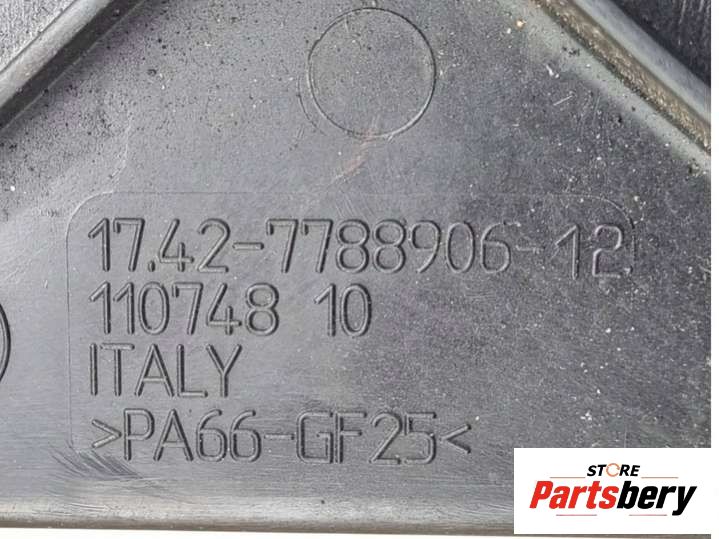 17.42-7788906-12
110748 10
ITALY
>PA66-GF25<
STORE
Partsbery